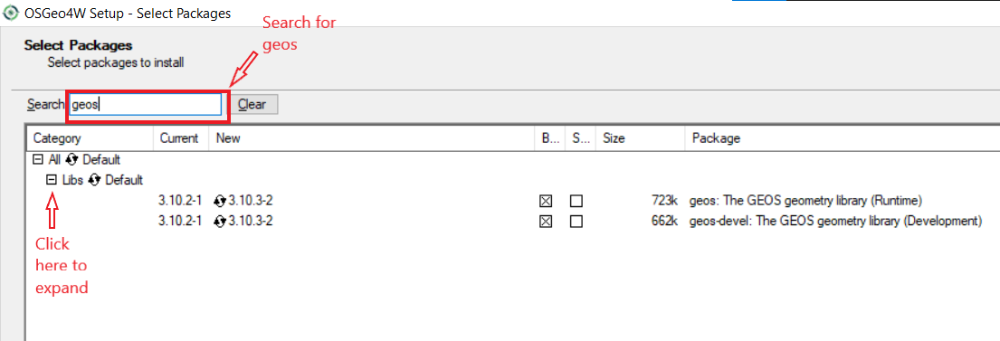 OSGeo4W Setup - Select Packages
Search for
geos
Select Packages
Select packages to install
Search geos Clear
Category Current New B... S... Size Package
All Default
Libs Default
3.10.2-1 3.10.3-2 723k geos: The GEOS geometry library (Runtime)
3.10.2-1 3.10.3-2 662k geos-devel: The GEOS geometry library (Development)
Click
here to
expand